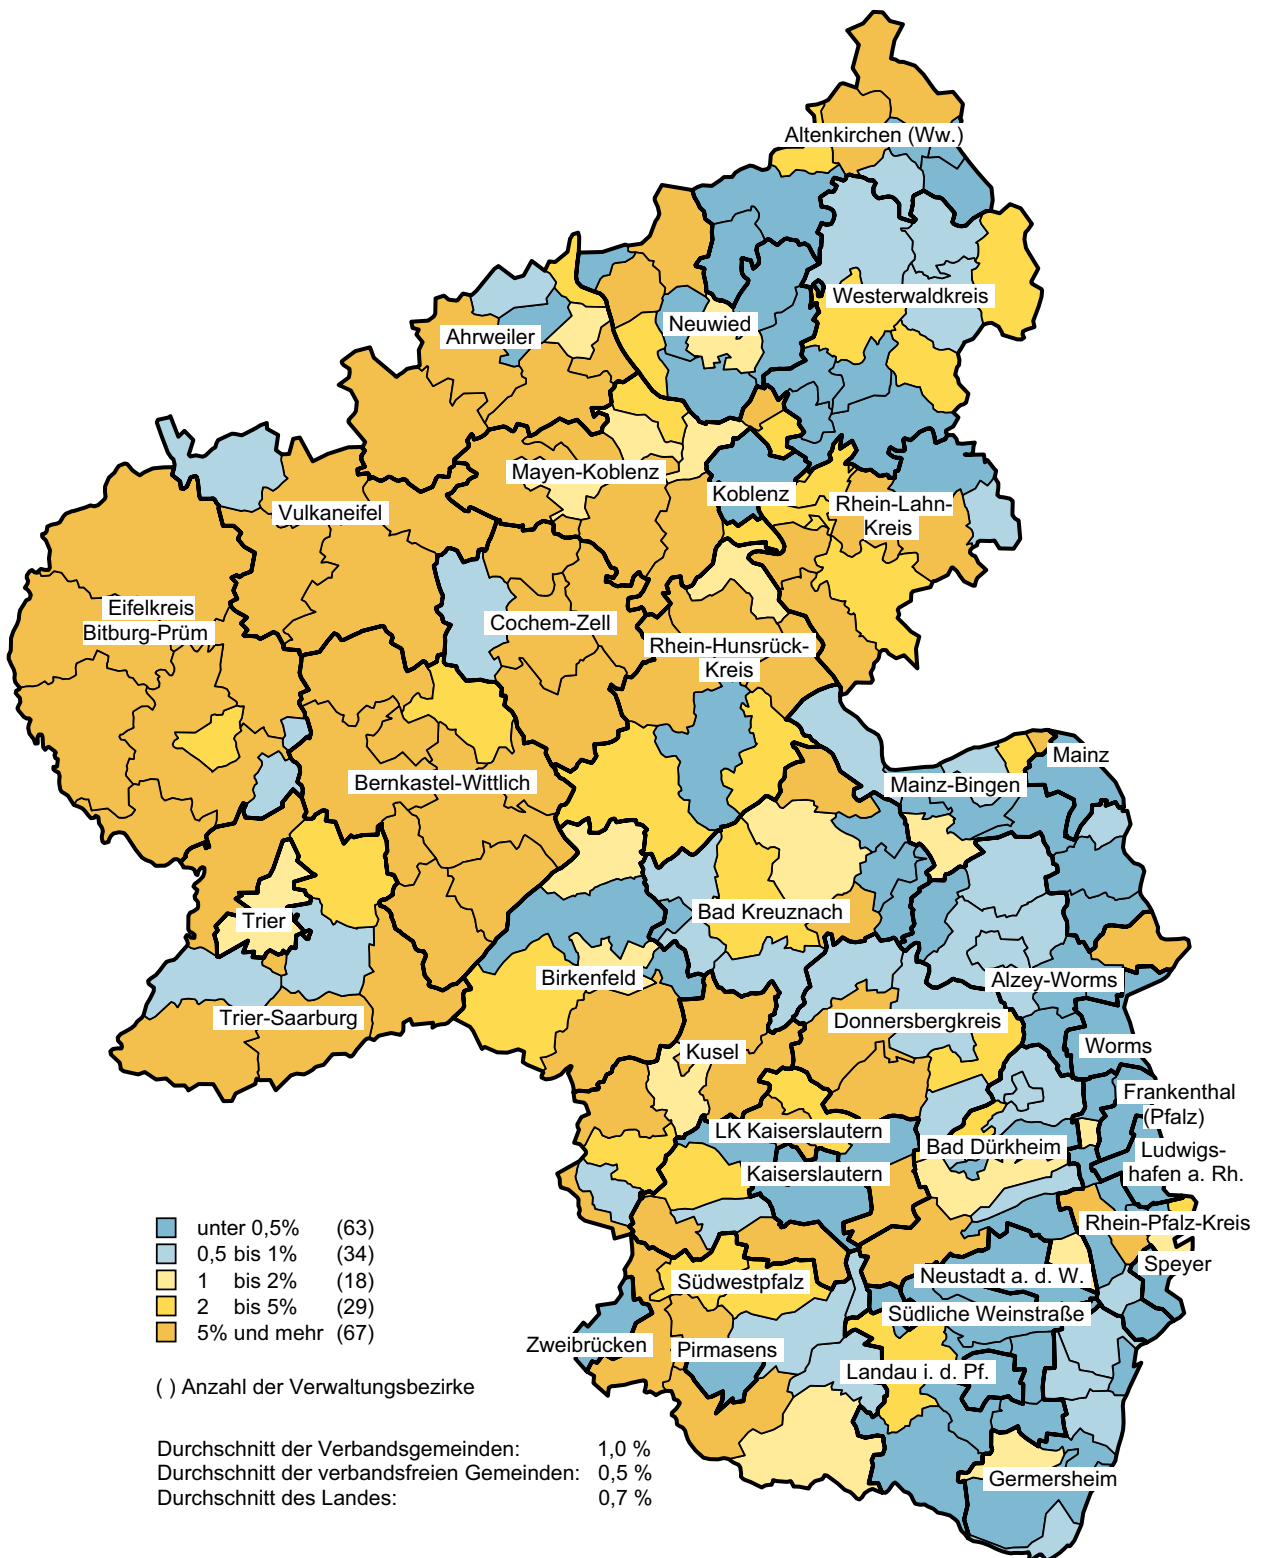 Altenkirchen (Ww.)
Westerwaldkreis
Neuwied
Ahrweiler
Mayen-Koblenz
Koblenz
Rhein-Lahn-
Kreis
Vulkaneifel
Eifelkreis
Bitburg-Prüm
Cochem-Zell
Rhein-Hunsrück-
Kreis
Mainz
Bernkastel-Wittlich
Mainz-Bingen
Trier
Bad Kreuznach
Birkenfeld
Alzey-Worms
Trier-Saarburg
Donnersbergkreis
Kusel
Worms
Frankenthal
(Pfalz)
LK Kaiserslautern
Bad Dürkheim
Ludwigs-
hafen a. Rh.
Kaiserslautern
Rhein-Pfalz-Kreis
Speyer
Südwestpfalz
Neustadt a. d. W.
Südliche Weinstraße
Zweibrücken
Pirmasens
Landau i. d. Pf.
Germersheim
unter 0,5% (63)
0,5 bis 1% (34)
1 bis 2% (18)
2 bis 5% (29)
5% und mehr (67)
( ) Anzahl der Verwaltungsbezirke
Durchschnitt der Verbandsgemeinden: 1,0 %
Durchschnitt der verbandsfreien Gemeinden: 0,5 %
Durchschnitt des Landes: 0,7 %